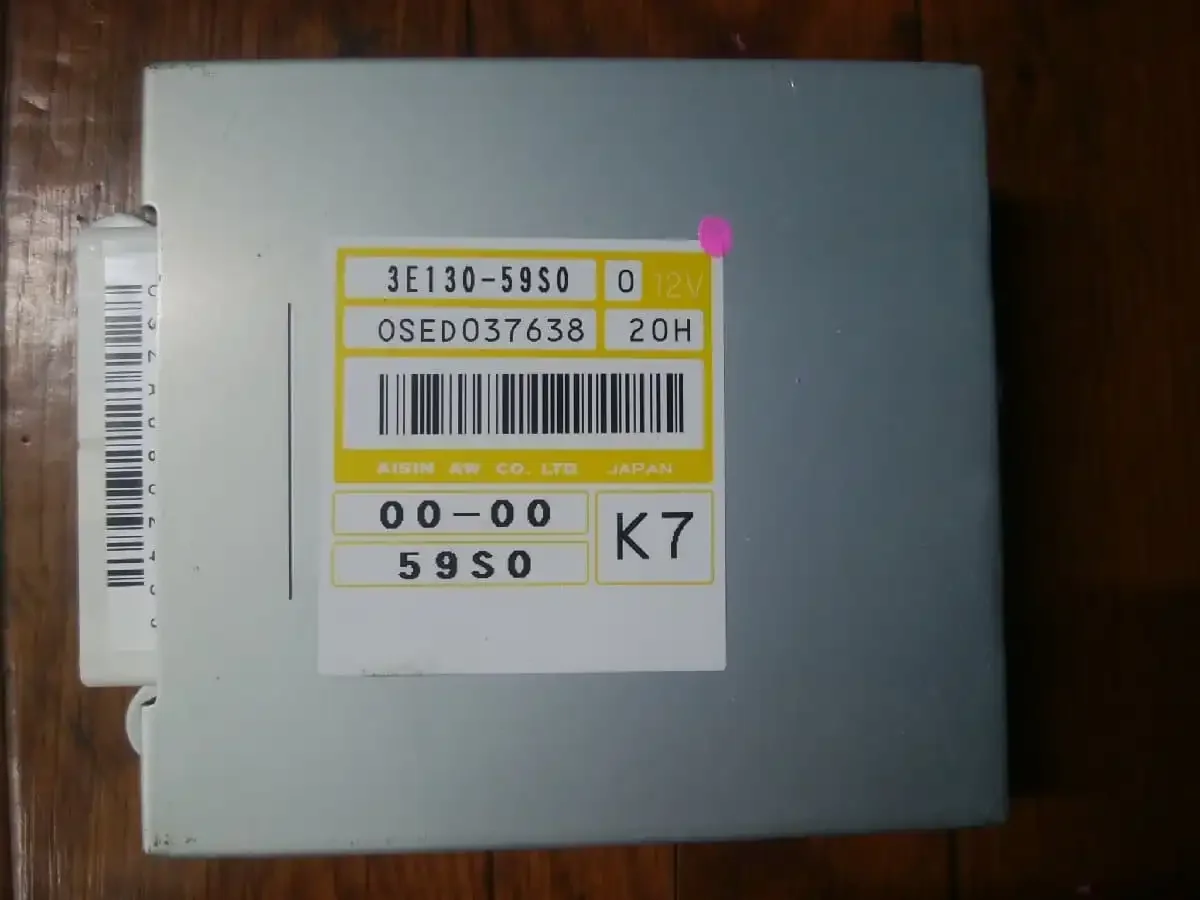 3E130-59S0 0 12V
0SED037638 20H
AISIN AW CO. LTD JAPAN
00-00 K7
59S0